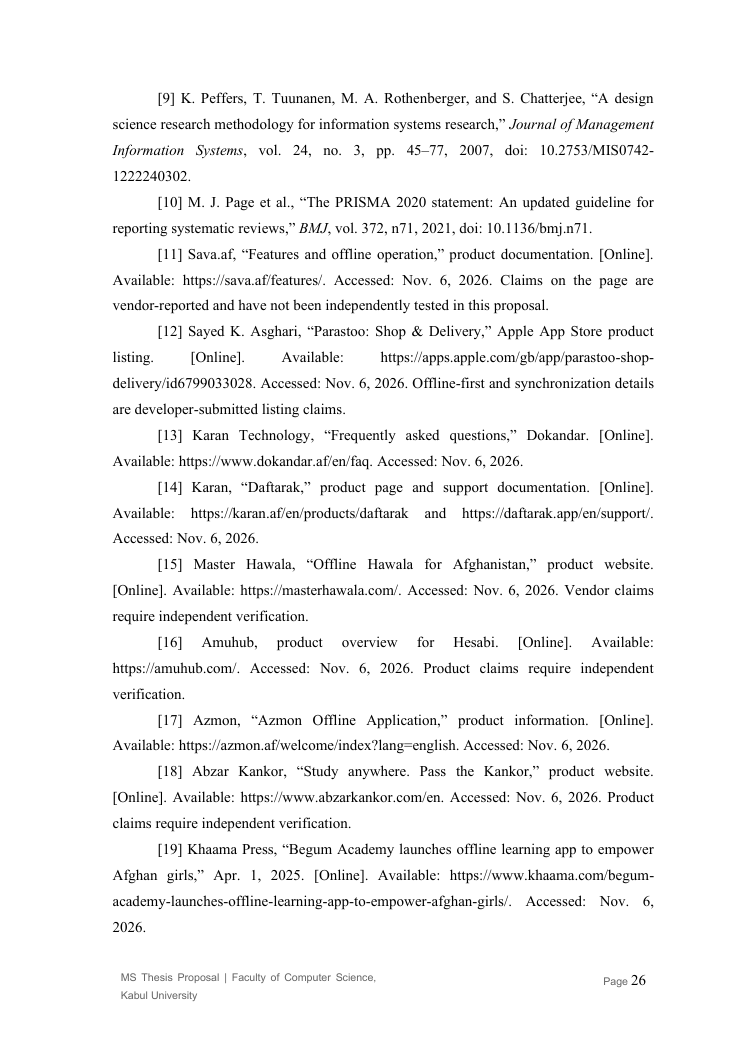 [9] K. Peffers, T. Tuunanen, M. A. Rothenberger, and S. Chatterjee, “A design
science research methodology for information systems research,” Journal of Management
Information Systems, vol. 24, no. 3, pp. 45–77, 2007, doi: 10.2753/MIS0742-
1222240302.
[10] M. J. Page et al., “The PRISMA 2020 statement: An updated guideline for
reporting systematic reviews,” BMJ, vol. 372, n71, 2021, doi: 10.1136/bmj.n71.
[11] Sava.af, “Features and offline operation,” product documentation. [Online].
Available: https://sava.af/features/. Accessed: Nov. 6, 2026. Claims on the page are
vendor-reported and have not been independently tested in this proposal.
[12] Sayed K. Asghari, “Parastoo: Shop & Delivery,” Apple App Store product
listing. [Online]. Available: https://apps.apple.com/gb/app/parastoo-shop-
delivery/id6799033028. Accessed: Nov. 6, 2026. Offline-first and synchronization details
are developer-submitted listing claims.
[13] Karan Technology, “Frequently asked questions,” Dokandar. [Online].
Available: https://www.dokandar.af/en/faq. Accessed: Nov. 6, 2026.
[14] Karan, “Daftarak,” product page and support documentation. [Online].
Available: https://karan.af/en/products/daftarak and https://daftarak.app/en/support/.
Accessed: Nov. 6, 2026.
[15] Master Hawala, “Offline Hawala for Afghanistan,” product website.
[Online]. Available: https://masterhawala.com/. Accessed: Nov. 6, 2026. Vendor claims
require independent verification.
[16] Amuhub, product overview for Hesabi. [Online]. Available:
https://amuhub.com/. Accessed: Nov. 6, 2026. Product claims require independent
verification.
[17] Azmon, “Azmon Offline Application,” product information. [Online].
Available: https://azmon.af/welcome/index?lang=english. Accessed: Nov. 6, 2026.
[18] Abzar Kankor, “Study anywhere. Pass the Kankor,” product website.
[Online]. Available: https://www.abzarkankor.com/en. Accessed: Nov. 6, 2026. Product
claims require independent verification.
[19] Khaama Press, “Begum Academy launches offline learning app to empower
Afghan girls,” Apr. 1, 2025. [Online]. Available: https://www.khaama.com/begum-
academy-launches-offline-learning-app-to-empower-afghan-girls/. Accessed: Nov. 6,
2026.
MS Thesis Proposal | Faculty of Computer Science,
Kabul University
Page 26